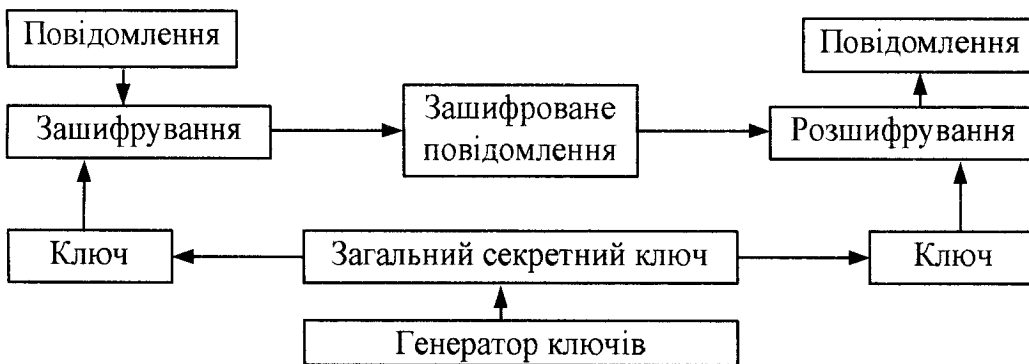 Повідомлення
Повідомлення
Зашифрування
Зашифроване
повідомлення
Розшифрування
Ключ
Загальний секретний ключ
Ключ
Генератор ключів